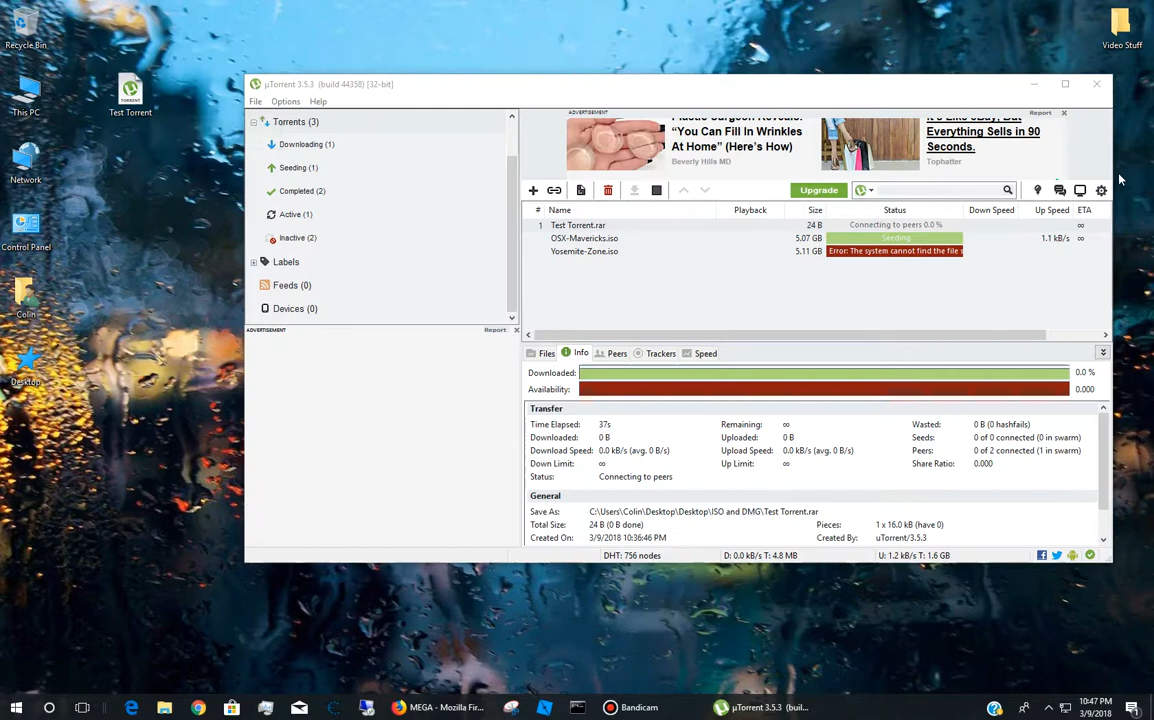 Recycle Bin
This PC
Test Torrent
Network
Control Panel
Colin
Desktop
Video Stuff
µTorrent 3.5.3 (build 44358) [32-bit]
File Options Help
Torrents (3)
Downloading (1)
Seeding (1)
Completed (2)
Active (1)
Inactive (2)
Labels
Feeds (0)
Devices (0)
ADVERTISEMENT Report
ADVERTISEMENT Report
Plastic Surgeon Reveals:
“You Can Fill In Wrinkles
At Home” (Here’s How)
Beverly Hills MD
It’s Like eBay, But
Everything Sells in 90
Seconds.
Tophatter
Upgrade
# Name Playback Size Status Down Speed Up Speed ETA
1 Test Torrent.rar 24 B Connecting to peers 0.0 % ∞
OSX-Mavericks.iso 5.07 GB Seeding 1.1 kB/s ∞
Yosemite-Zone.iso 5.11 GB Error: The system cannot find the file s
Files Info Peers Trackers Speed
Downloaded: 0.0 %
Availability: 0.000
Transfer
Time Elapsed: 37s Remaining: ∞ Wasted: 0 B (0 hashfails)
Downloaded: 0 B Uploaded: 0 B Seeds: 0 of 0 connected (0 in swarm)
Download Speed: 0.0 kB/s (avg. 0 B/s) Upload Speed: 0.0 kB/s (avg. 0 B/s) Peers: 0 of 2 connected (1 in swarm)
Down Limit: ∞ Up Limit: ∞ Share Ratio: 0.000
Status: Connecting to peers
General
Save As: C:\Users\Colin\Desktop\Desktop\ISO and DMG\Test Torrent.rar
Total Size: 24 B (0 B done) Pieces: 1 x 16.0 kB (have 0)
Created On: 3/9/2018 10:36:46 PM Created By: uTorrent/3.5.3
DHT: 756 nodes D: 0.0 kB/s T: 4.8 MB U: 1.2 kB/s T: 1.6 GB
MEGA - Mozilla Fir...
Bandicam
µTorrent 3.5.3 (buil...
10:47 PM
3/9/2018